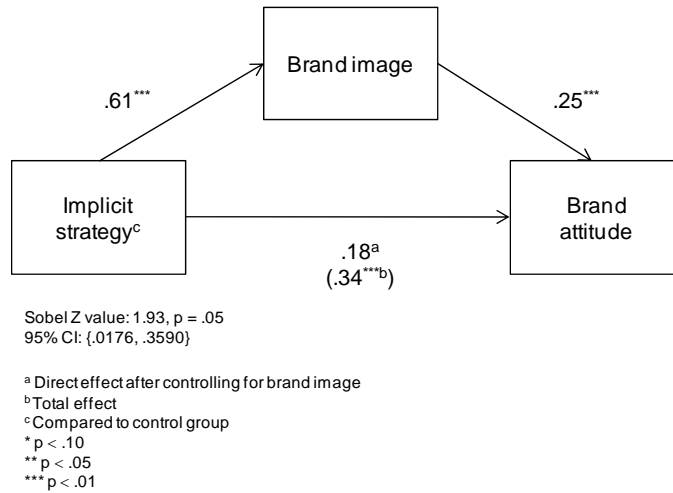 Brand image
.61***
.25***
Implicit
strategyᶜ
Brand
attitude
.18ᵃ
(.34***ᵇ)
Sobel Z value: 1.93, p = .05
95% CI: {.0176, .3590}
ᵃ Direct effect after controlling for brand image
ᵇ Total effect
ᶜ Compared to control group
* p < .10
** p < .05
*** p < .01